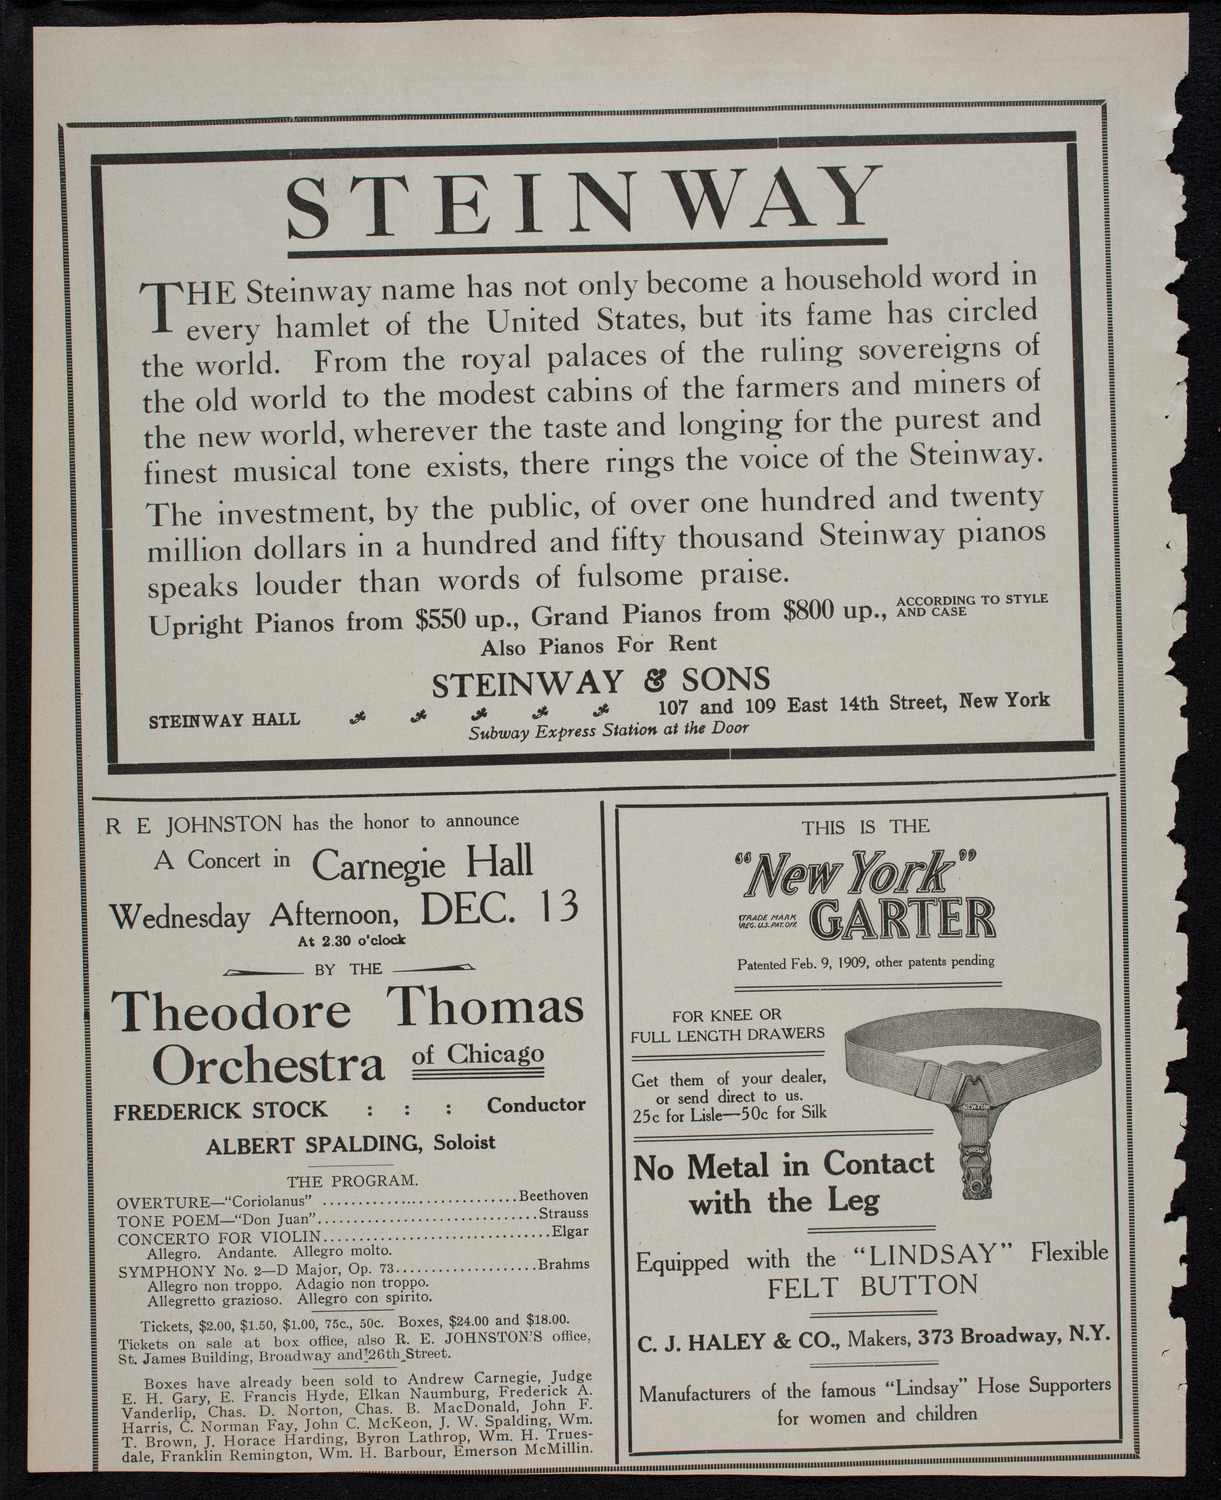 STEINWAY
THE Steinway name has not only become a household word in
every hamlet of the United States, but its fame has circled
the world. From the royal palaces of the ruling sovereigns of
the old world to the modest cabins of the farmers and miners of
the new world, wherever the taste and longing for the purest and
finest musical tone exists, there rings the voice of the Steinway.
The investment, by the public, of over one hundred and twenty
million dollars in a hundred and fifty thousand Steinway pianos
speaks louder than words of fulsome praise.
Upright Pianos from $550 up., Grand Pianos from $800 up., ACCORDING TO STYLE
AND CASE
Also Pianos For Rent
STEINWAY & SONS
STEINWAY HALL 107 and 109 East 14th Street, New York
Subway Express Station at the Door
R E JOHNSTON has the honor to announce
A Concert in Carnegie Hall
Wednesday Afternoon, DEC. 13
At 2.30 o'clock
BY THE
Theodore Thomas
Orchestra of Chicago
FREDERICK STOCK : : : Conductor
ALBERT SPALDING, Soloist
THE PROGRAM.
OVERTURE—"Coriolanus" ............................Beethoven
TONE POEM—"Don Juan"................................Strauss
CONCERTO FOR VIOLIN.................................Elgar
Allegro. Andante. Allegro molto.
SYMPHONY No. 2—D Major, Op. 73....................Brahms
Allegro non troppo. Adagio non troppo.
Allegretto grazioso. Allegro con spirito.
Tickets, $2.00, $1.50, $1.00, 75c., 50c. Boxes, $24.00 and $18.00.
Tickets on sale at box office, also R. E. JOHNSTON'S office,
St. James Building, Broadway and 26th Street.
Boxes have already been sold to Andrew Carnegie, Judge
E. H. Gary, E. Francis Hyde, Elkan Naumburg, Frederick A.
Vanderlip, Chas. D. Norton, Chas. B. MacDonald, John F.
Harris, C. Norman Fay, John C. McKeon, J. W. Spalding, Wm.
T. Brown, J. Horace Harding, Byron Lathrop, Wm. H. Trues-
dale, Franklin Remington, Wm. H. Barbour, Emerson McMillin.
THIS IS THE
"New York"
TRADE MARK
REG. U.S. PAT. OFF.
GARTER
Patented Feb. 9, 1909, other patents pending
FOR KNEE OR
FULL LENGTH DRAWERS
Get them of your dealer,
or send direct to us.
25c for Lisle—50c for Silk
No Metal in Contact
with the Leg
Equipped with the "LINDSAY" Flexible
FELT BUTTON
C. J. HALEY & CO., Makers, 373 Broadway, N.Y.
Manufacturers of the famous "Lindsay" Hose Supporters
for women and children